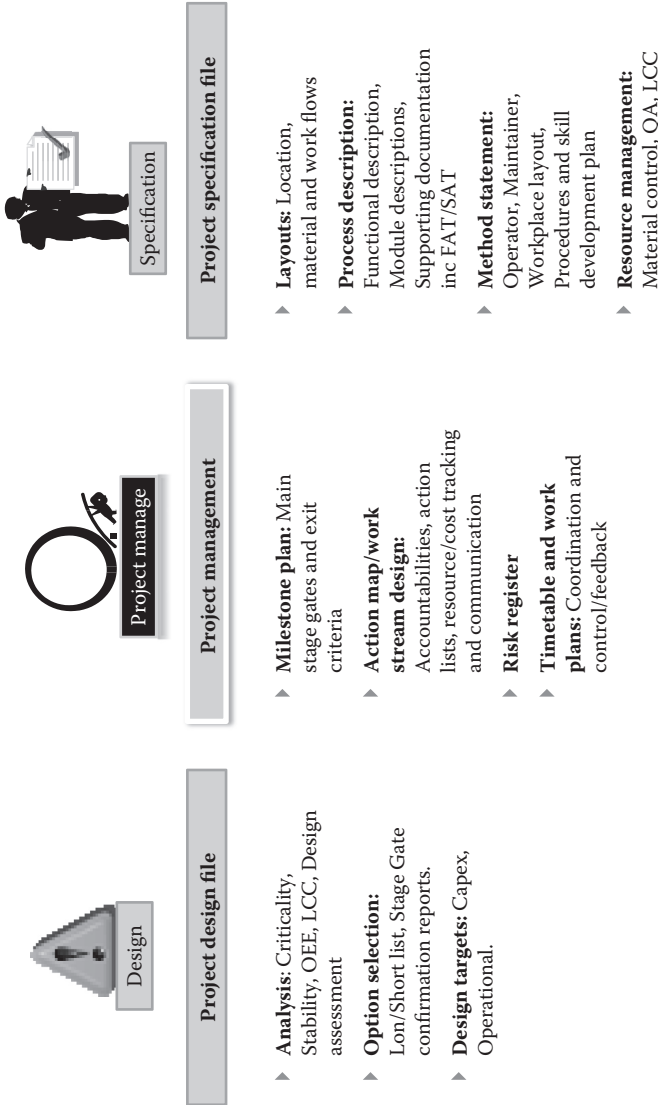 Design
Project design file
Analysis: Criticality,
Stability, OEE, LCC, Design
assessment
Option selection:
Lon/Short list, Stage Gate
confirmation reports.
Design targets: Capex,
Operational.
Project manage
Project management
Milestone plan: Main
stage gates and exit
criteria
Action map/work
stream design:
Accountabilities, action
lists, resource/cost tracking
and communication
Risk register
Timetable and work
plans: Coordination and
control/feedback
Specification
Project specification file
Layouts: Location,
material and work flows
Process description:
Functional description,
Module descriptions,
Supporting documentation
inc FAT/SAT
Method statement:
Operator, Maintainer,
Workplace layout,
Procedures and skill
development plan
Resource management:
Material control, QA, LCC